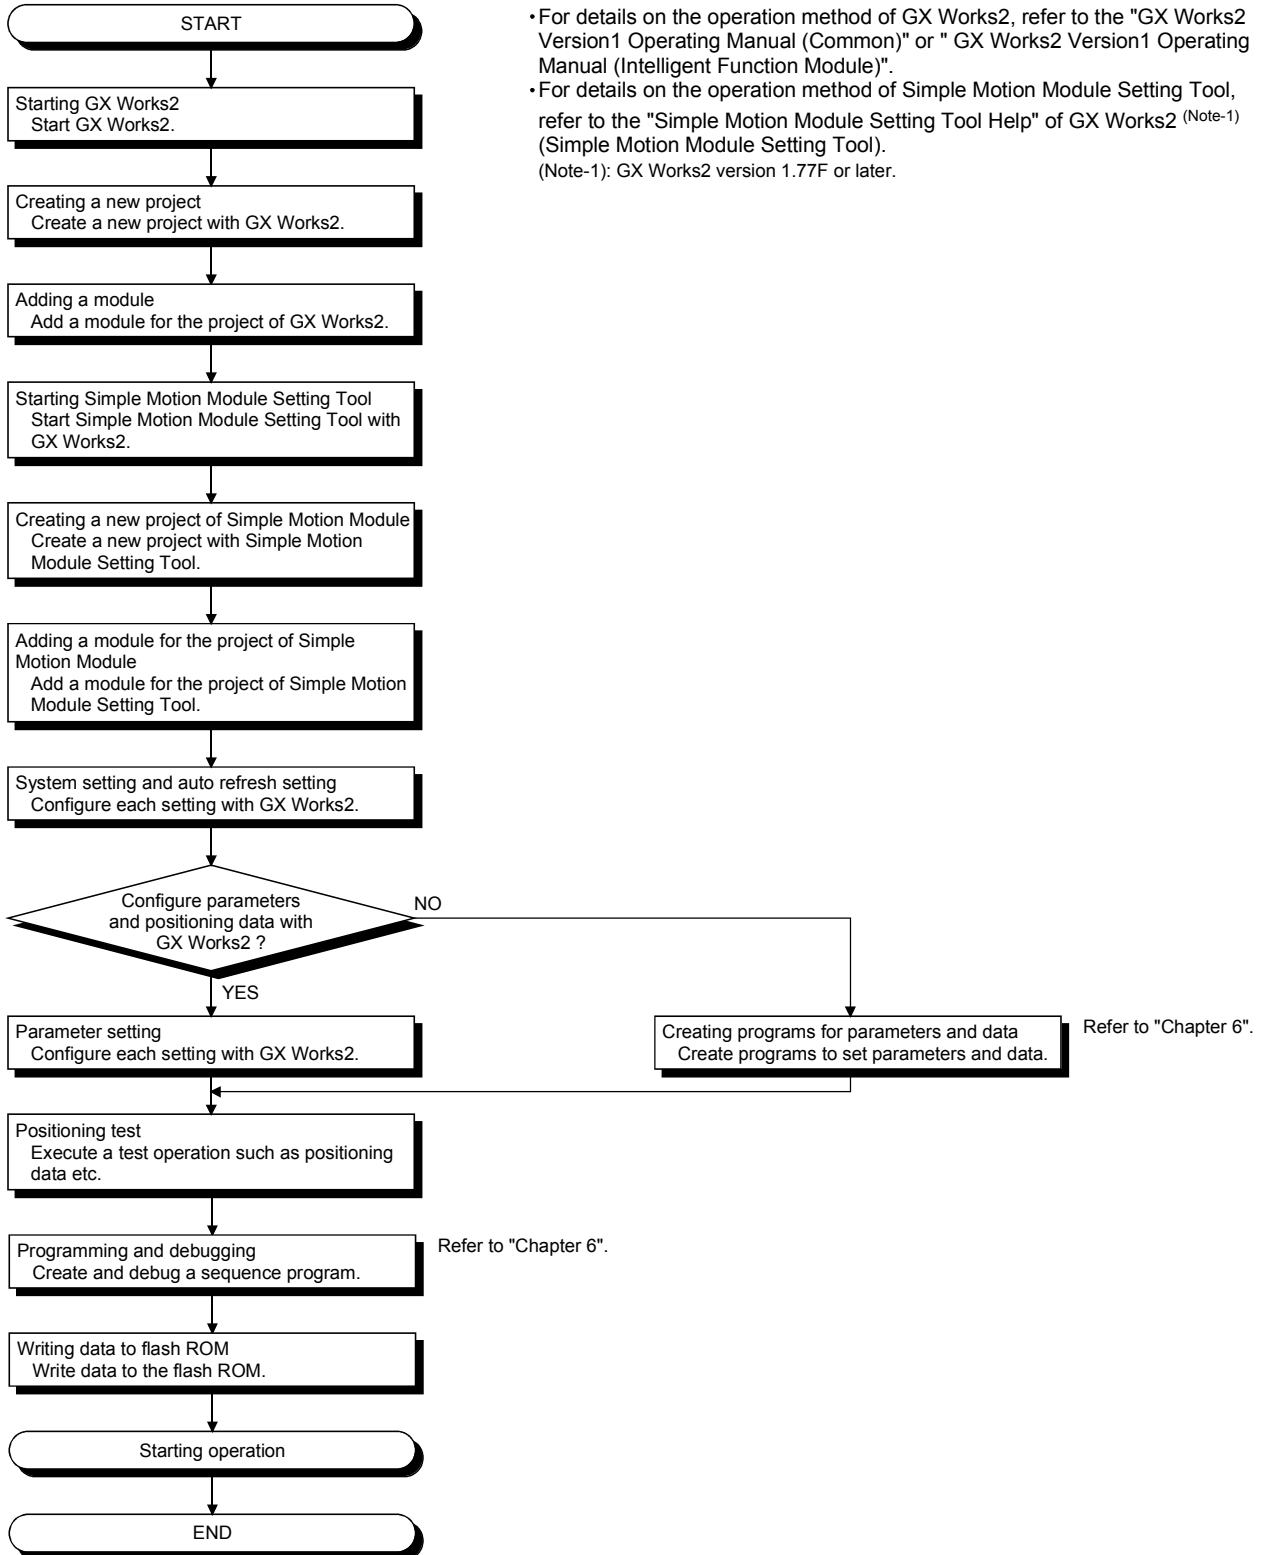 START
・For details on the operation method of GX Works2, refer to the "GX Works2
Version1 Operating Manual (Common)" or " GX Works2 Version1 Operating
Manual (Intelligent Function Module)".
・For details on the operation method of Simple Motion Module Setting Tool,
refer to the "Simple Motion Module Setting Tool Help" of GX Works2 (Note-1)
(Simple Motion Module Setting Tool).
(Note-1): GX Works2 version 1.77F or later.
Starting GX Works2
Start GX Works2.
Creating a new project
Create a new project with GX Works2.
Adding a module
Add a module for the project of GX Works2.
Starting Simple Motion Module Setting Tool
Start Simple Motion Module Setting Tool with
GX Works2.
Creating a new project of Simple Motion Module
Create a new project with Simple Motion
Module Setting Tool.
Adding a module for the project of Simple
Motion Module
Add a module for the project of Simple Motion
Module Setting Tool.
System setting and auto refresh setting
Configure each setting with GX Works2.
Configure parameters
and positioning data with
GX Works2 ?
NO
YES
Parameter setting
Configure each setting with GX Works2.
Creating programs for parameters and data
Create programs to set parameters and data.
Refer to "Chapter 6".
Positioning test
Execute a test operation such as positioning
data etc.
Programming and debugging
Create and debug a sequence program.
Refer to "Chapter 6".
Writing data to flash ROM
Write data to the flash ROM.
Starting operation
END